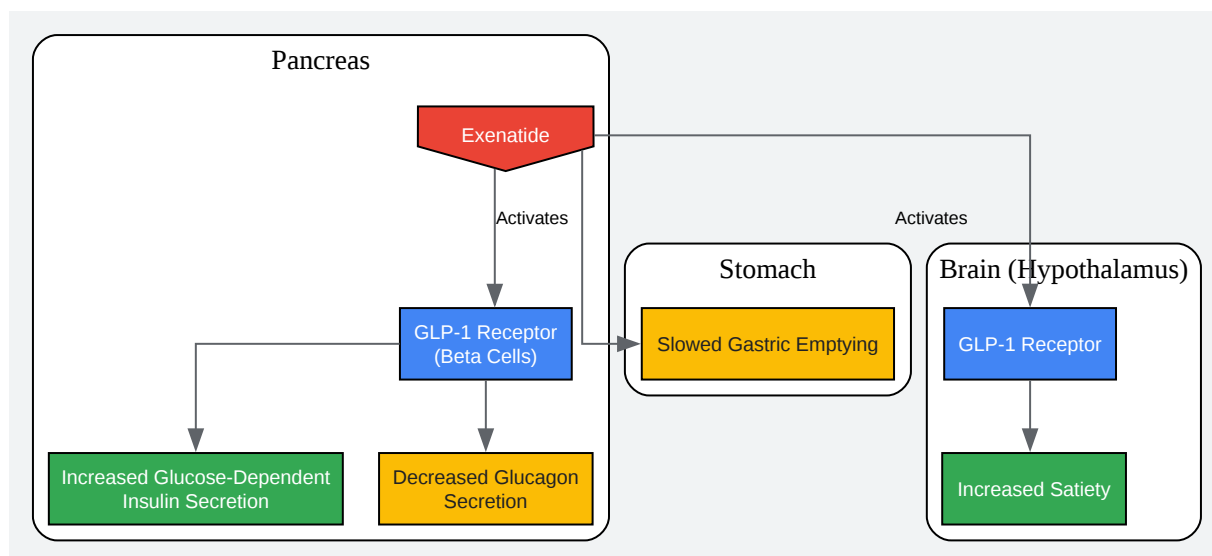 Pancreas
Exenatide
Activates
Activates
Stomach
Brain (Hypothalamus)
GLP-1 Receptor
(Beta Cells)
Slowed Gastric Emptying
GLP-1 Receptor
Increased Glucose-Dependent
Insulin Secretion
Decreased Glucagon
Secretion
Increased Satiety